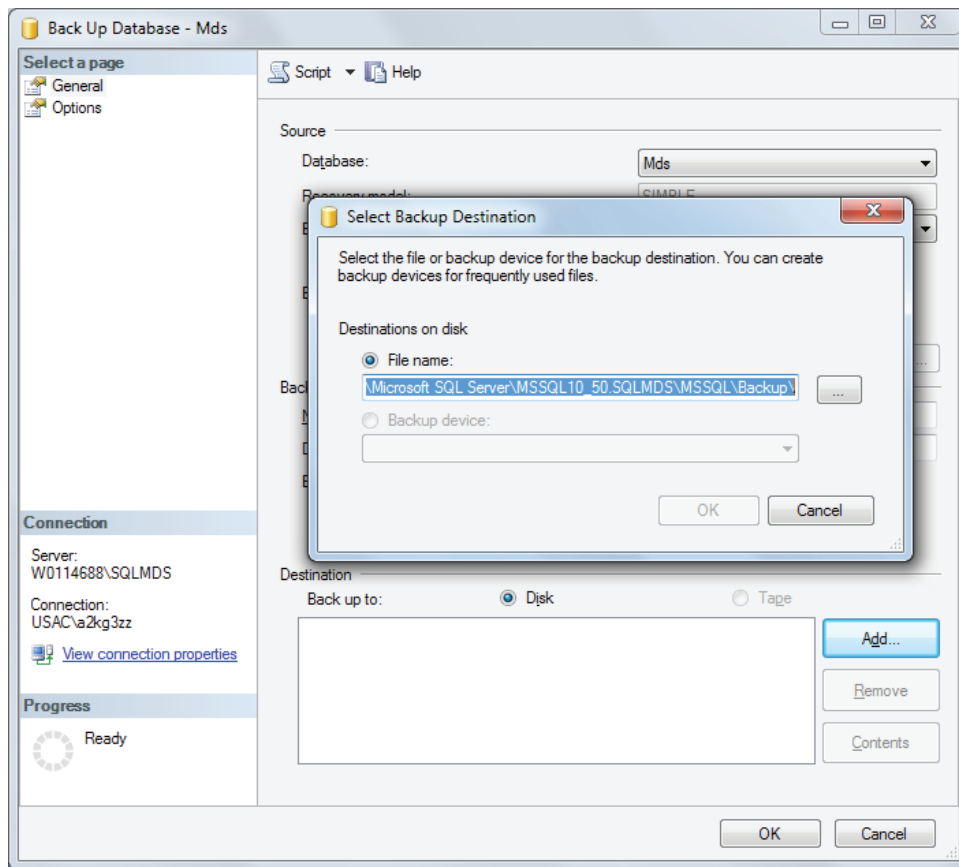 Back Up Database - Mds
Select a page
General
Options
Script
Help
Source
Database:
Mds
Recovery model:
SIMPLE
Select Backup Destination
Select the file or backup device for the backup destination. You can create
backup devices for frequently used files.
Destinations on disk
File name:
\Microsoft SQL Server\MSSQL10_50.SQLMDS\MSSQL\Backup\
...
Backup device:
OK
Cancel
Connection
Server:
W0114688\SQLMDS
Connection:
USAC\a2kg3zz
View connection properties
Progress
Ready
Destination
Back up to:
Disk
Tape
Add...
Remove
Contents
OK
Cancel